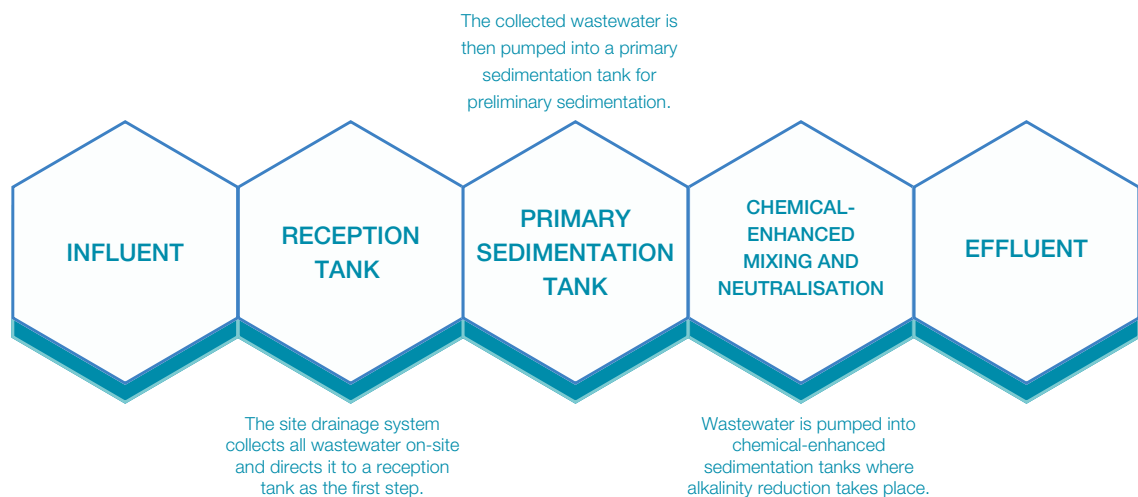 The collected wastewater is
then pumped into a primary
sedimentation tank for
preliminary sedimentation.
INFLUENT
RECEPTION
TANK
PRIMARY
SEDIMENTATION
TANK
CHEMICAL-
ENHANCED
MIXING AND
NEUTRALISATION
EFFLUENT
The site drainage system
collects all wastewater on-site
and directs it to a reception
tank as the first step.
Wastewater is pumped into
chemical-enhanced
sedimentation tanks where
alkalinity reduction takes place.